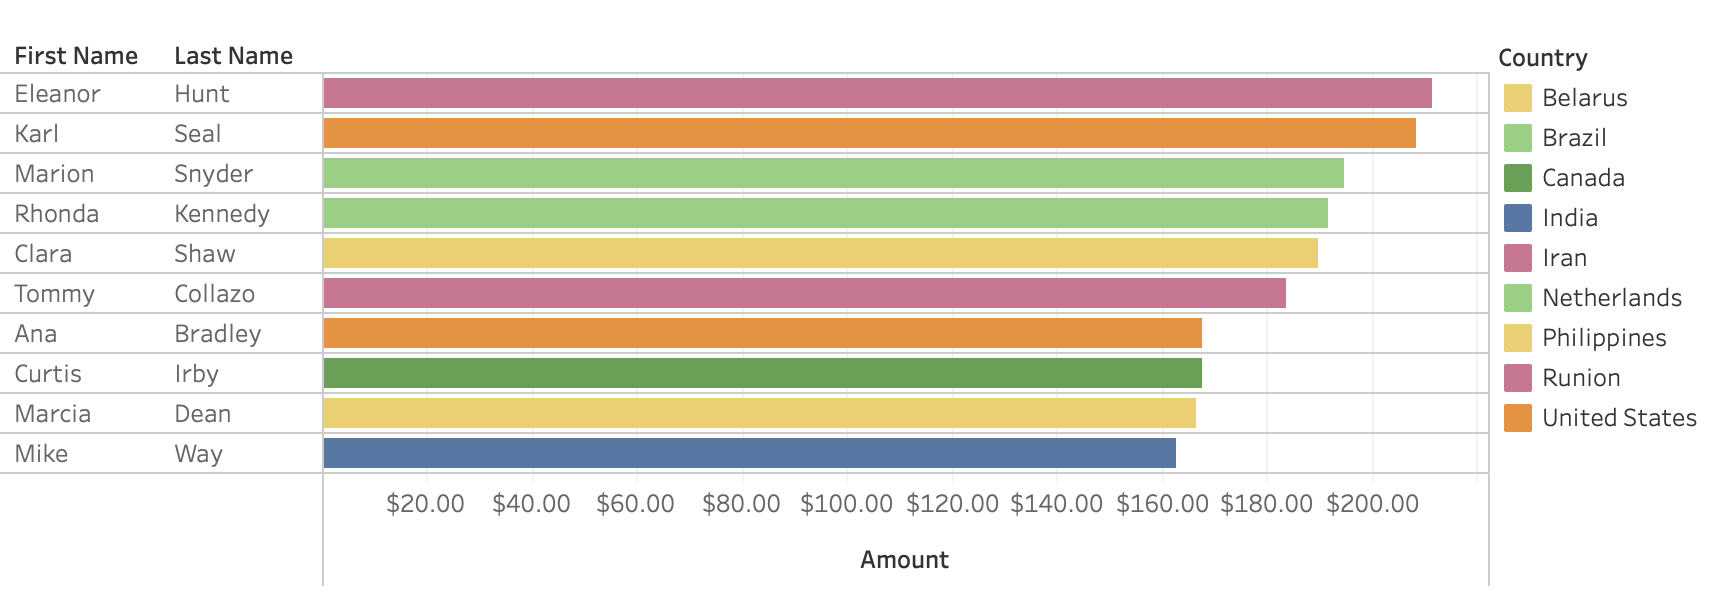 First Name Last Name
Eleanor Hunt
Karl Seal
Marion Snyder
Rhonda Kennedy
Clara Shaw
Tommy Collazo
Ana Bradley
Curtis Irby
Marcia Dean
Mike Way
$20.00 $40.00 $60.00 $80.00 $100.00 $120.00 $140.00 $160.00 $180.00 $200.00
Amount
Country
Belarus
Brazil
Canada
India
Iran
Netherlands
Philippines
Runion
United States